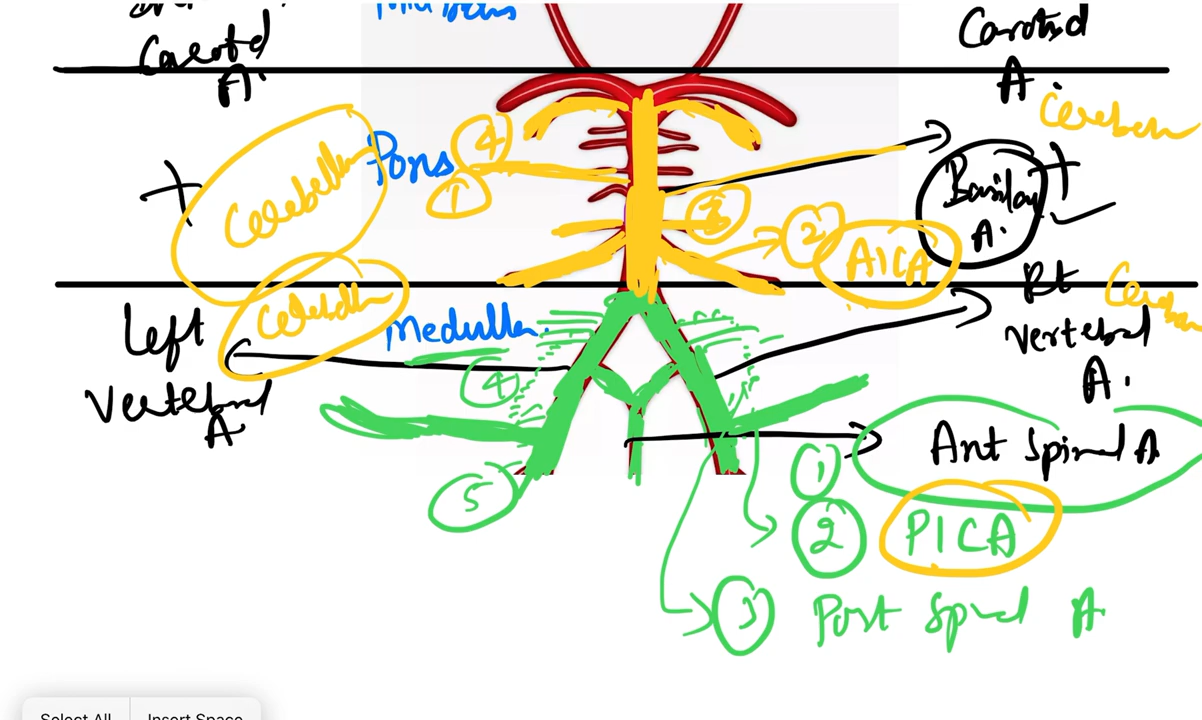 Carotid
A.
Carotid
A.
Cerebellum
Pons
4
1
3
2
AICA
Basilar
A.
Cerebellum
Left
Vertebral
A
Medulla.
Rt
Vertebral
A.
4
5
Ant Spinal A
1
2
PICA
3
Post Spinal A
Select All
Insert Space